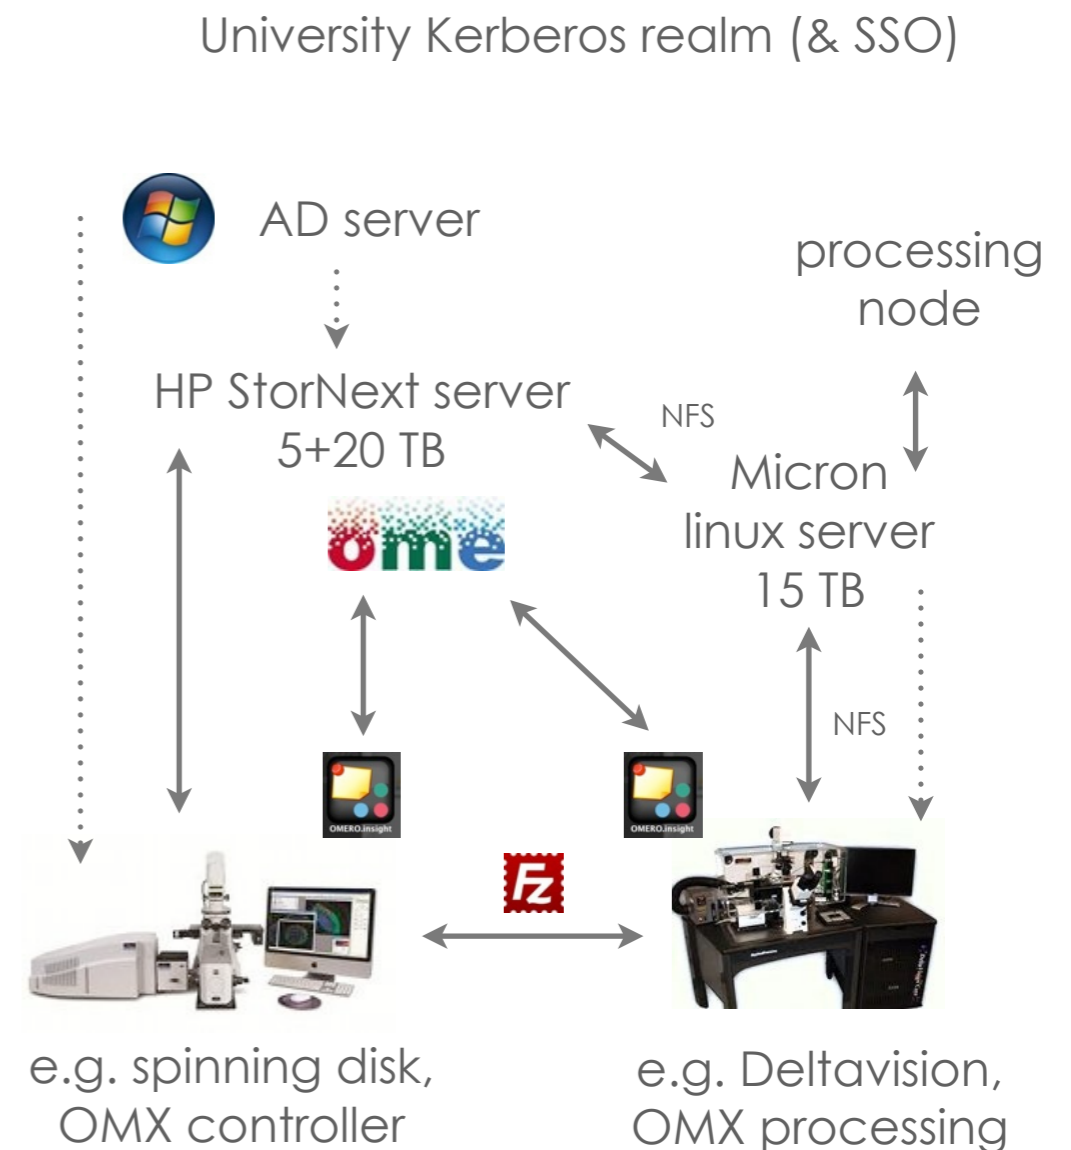 University Kerberos realm (& SSO)
AD server
processing
node
HP StorNext server
5+20 TB
NFS
Micron
linux server
15 TB
ome
NFS
OMERO.insight
OMERO.insight
FZ
e.g. spinning disk,
OMX controller
e.g. Deltavision,
OMX processing